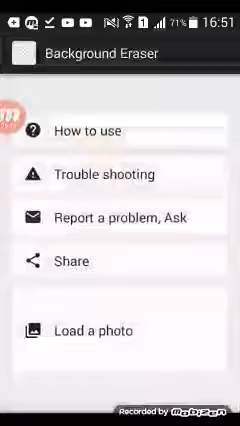 71% 16:51
Background Eraser
How to use
Trouble shooting
Report a problem, Ask
Share
Load a photo
Recorded by Mobizen